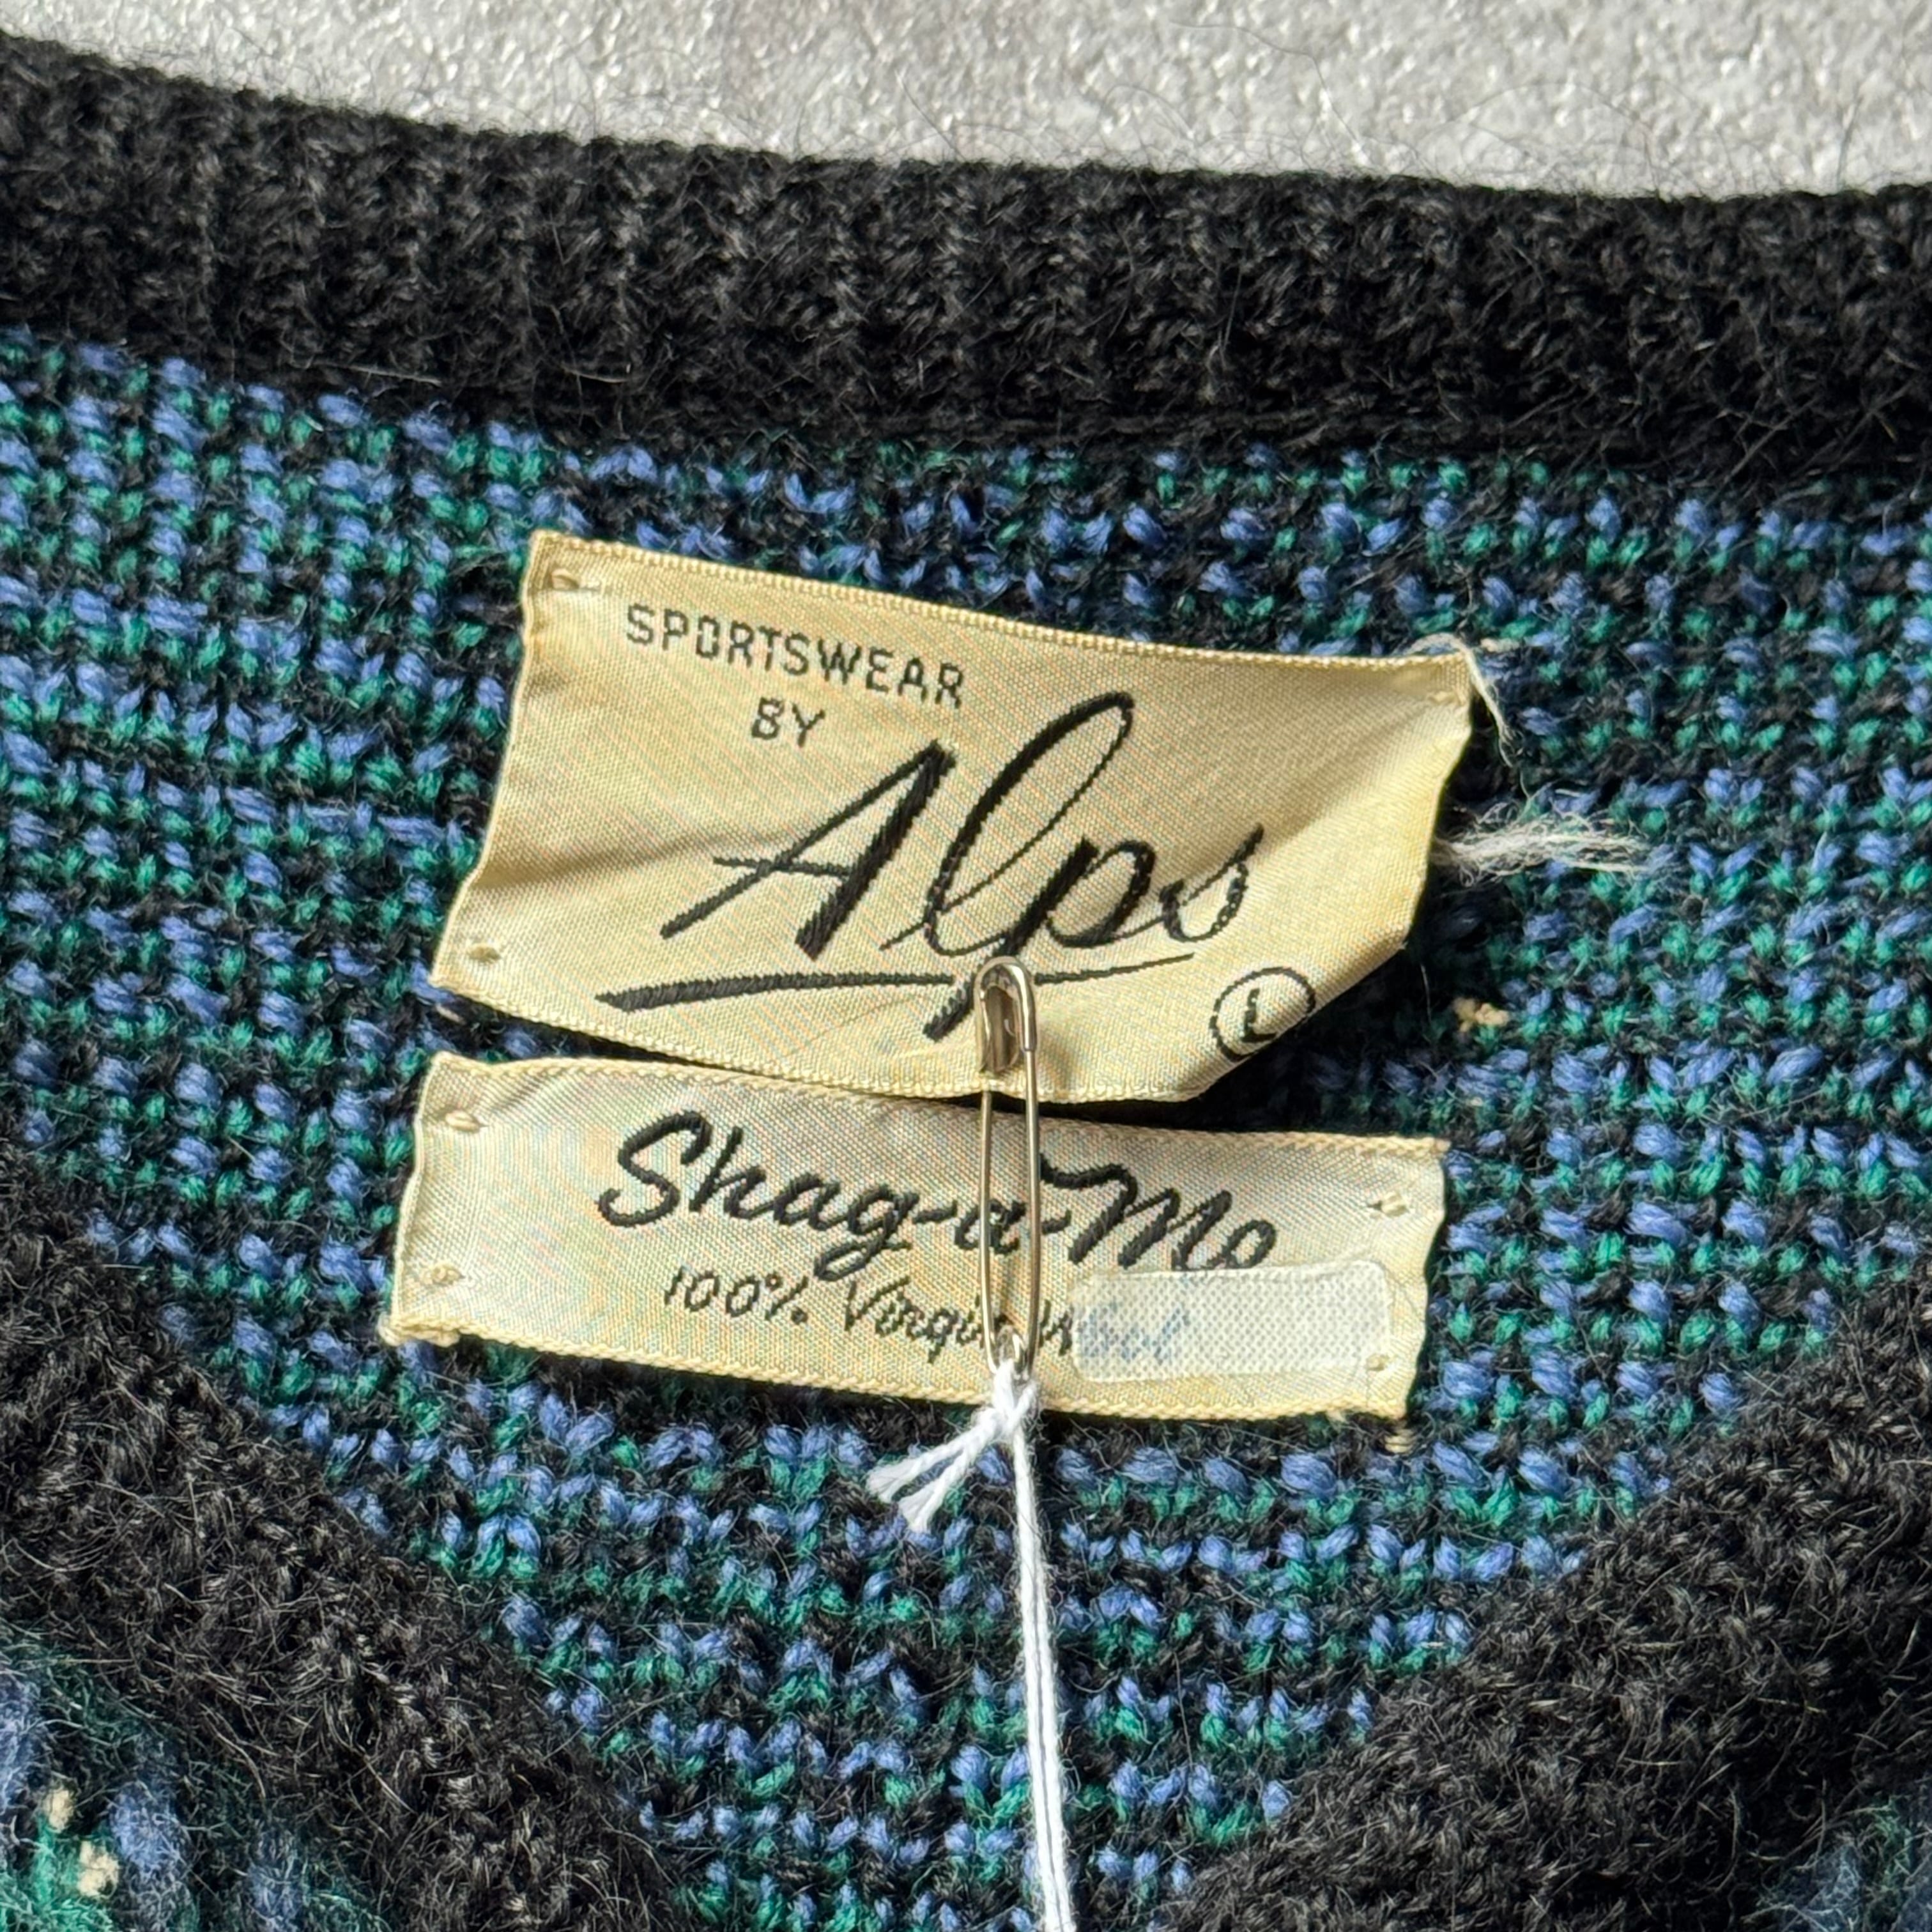 SPORTSWEAR
BY
Alps
L
Shag-a-Mo
100% Virgin